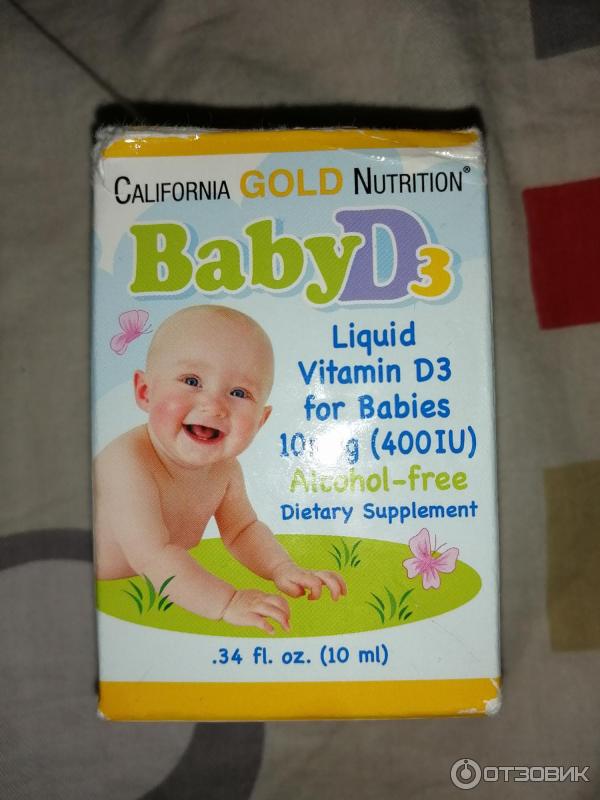 CALIFORNIA GOLD NUTRITION®
BabyD3
Liquid
Vitamin D3
for Babies
(400IU)
Alcohol-free
Dietary Supplement
.34 fl. oz. (10 ml)
ОТЗОВИК